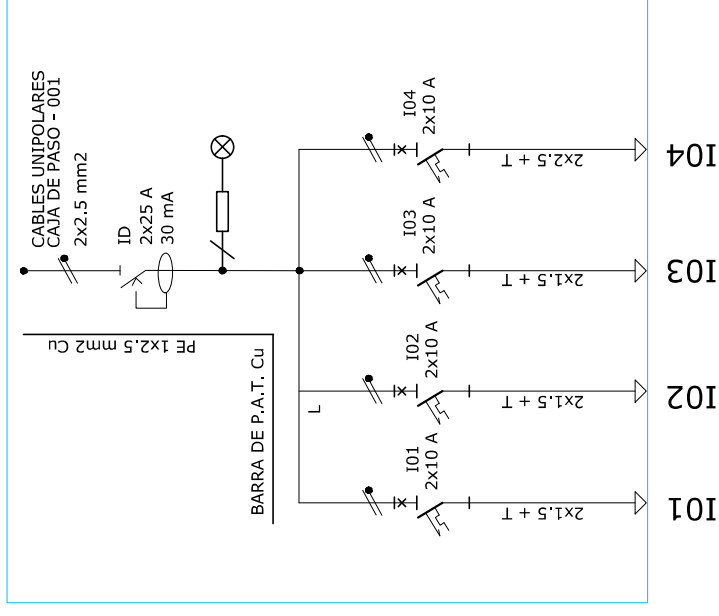 CABLES UNIPOLARES
CAJA DE PASO - 001
2x2.5 mm2
ID
2x25 A
30 mA
PE 1x2.5 mm2 Cu
BARRA DE P.A.T. Cu
L
I04
2x10 A
2x2.5 + T
I04
I03
2x10 A
2x1.5 + T
I03
I02
2x10 A
2x1.5 + T
I02
I01
2x10 A
2x1.5 + T
I01